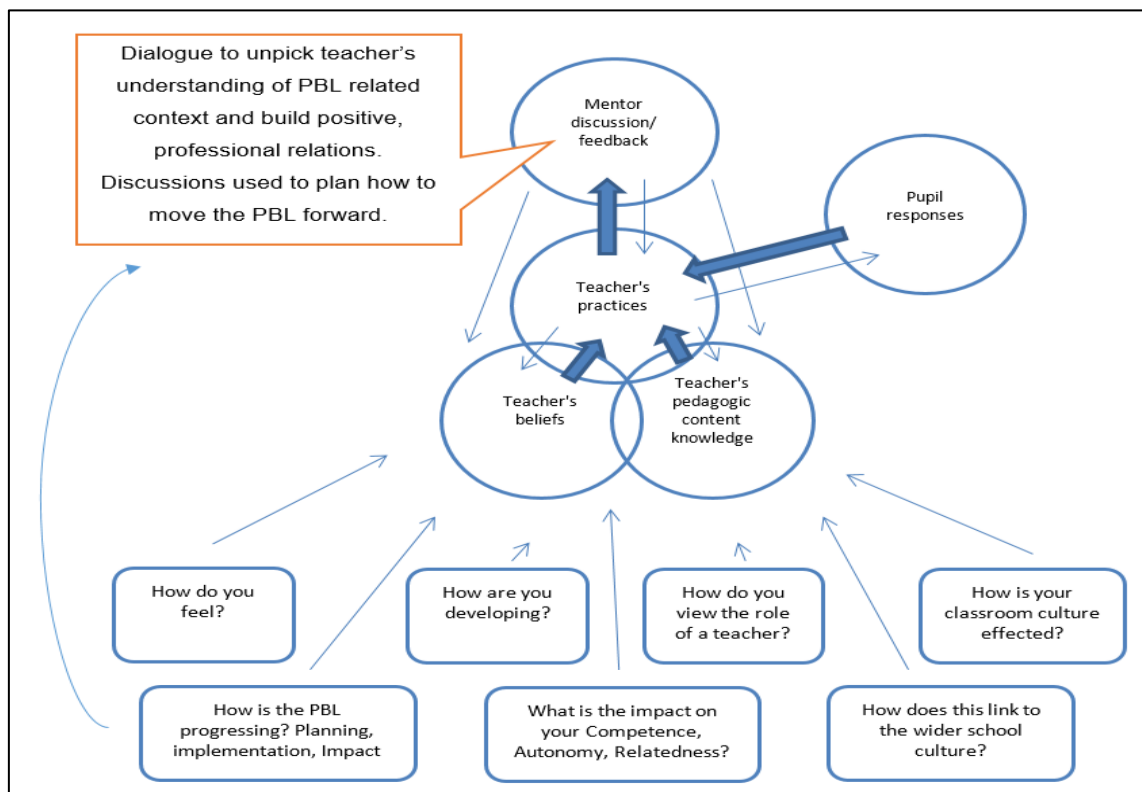 Dialogue to unpick teacher’s
understanding of PBL related
context and build positive,
professional relations.
Discussions used to plan how to
move the PBL forward.
Mentor
discussion/
feedback
Pupil
responses
Teacher's
practices
Teacher's
beliefs
Teacher's
pedagogic
content
knowledge
How do you
feel?
How are you
developing?
How do you
view the role
of a teacher?
How is your
classroom culture
effected?
How is the PBL
progressing? Planning,
implementation, Impact
What is the impact on
your Competence,
Autonomy, Relatedness?
How does this link to
the wider school
culture?